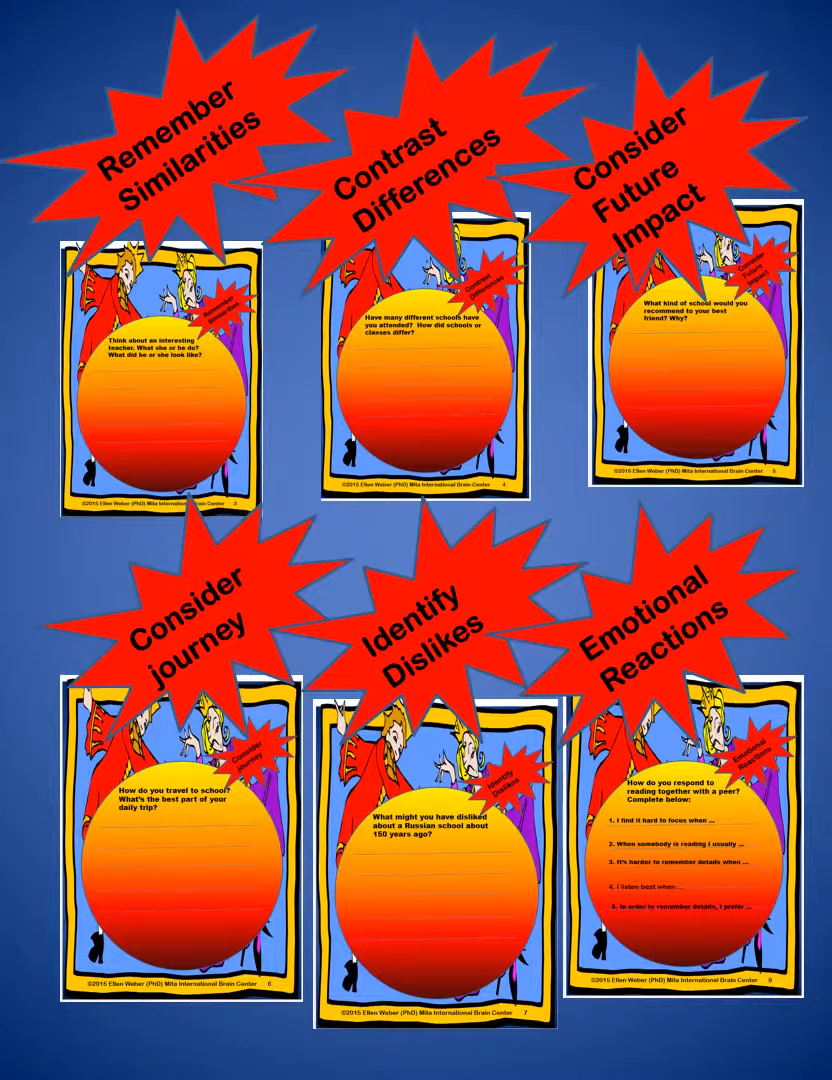 Remember
Similarities
Contrast
Differences
Consider
Future
Impact
Remember
Similarities
Think about an interesting
teacher. What she or he do?
What did he or she look like?
©2015 Ellen Weber (PhD) Mita International Brain Center 3
Contrast
Differences
Have many different schools have
you attended? How did schools or
classes differ?
©2015 Ellen Weber (PhD) Mita International Brain Center 4
Consider
Future
Impact
What kind of school would you
recommend to your best
friend? Why?
©2015 Ellen Weber (PhD) Mita International Brain Center 5
Consider
journey
Identify
Dislikes
Emotional
Reactions
Consider
journey
How do you travel to school?
What's the best part of your
daily trip?
©2015 Ellen Weber (PhD) Mita International Brain Center 6
Identify
Dislikes
What might you have disliked
about a Russian school about
150 years ago?
©2015 Ellen Weber (PhD) Mita International Brain Center 7
Emotional
Reactions
How do you respond to
reading together with a peer?
Complete below:
1. I find it hard to focus when ...
2. When somebody is reading I usually ...
3. It's harder to remember details when ...
4. I listen best when ...
5. In order to remember details, I prefer ...
©2015 Ellen Weber (PhD) Mita International Brain Center 8